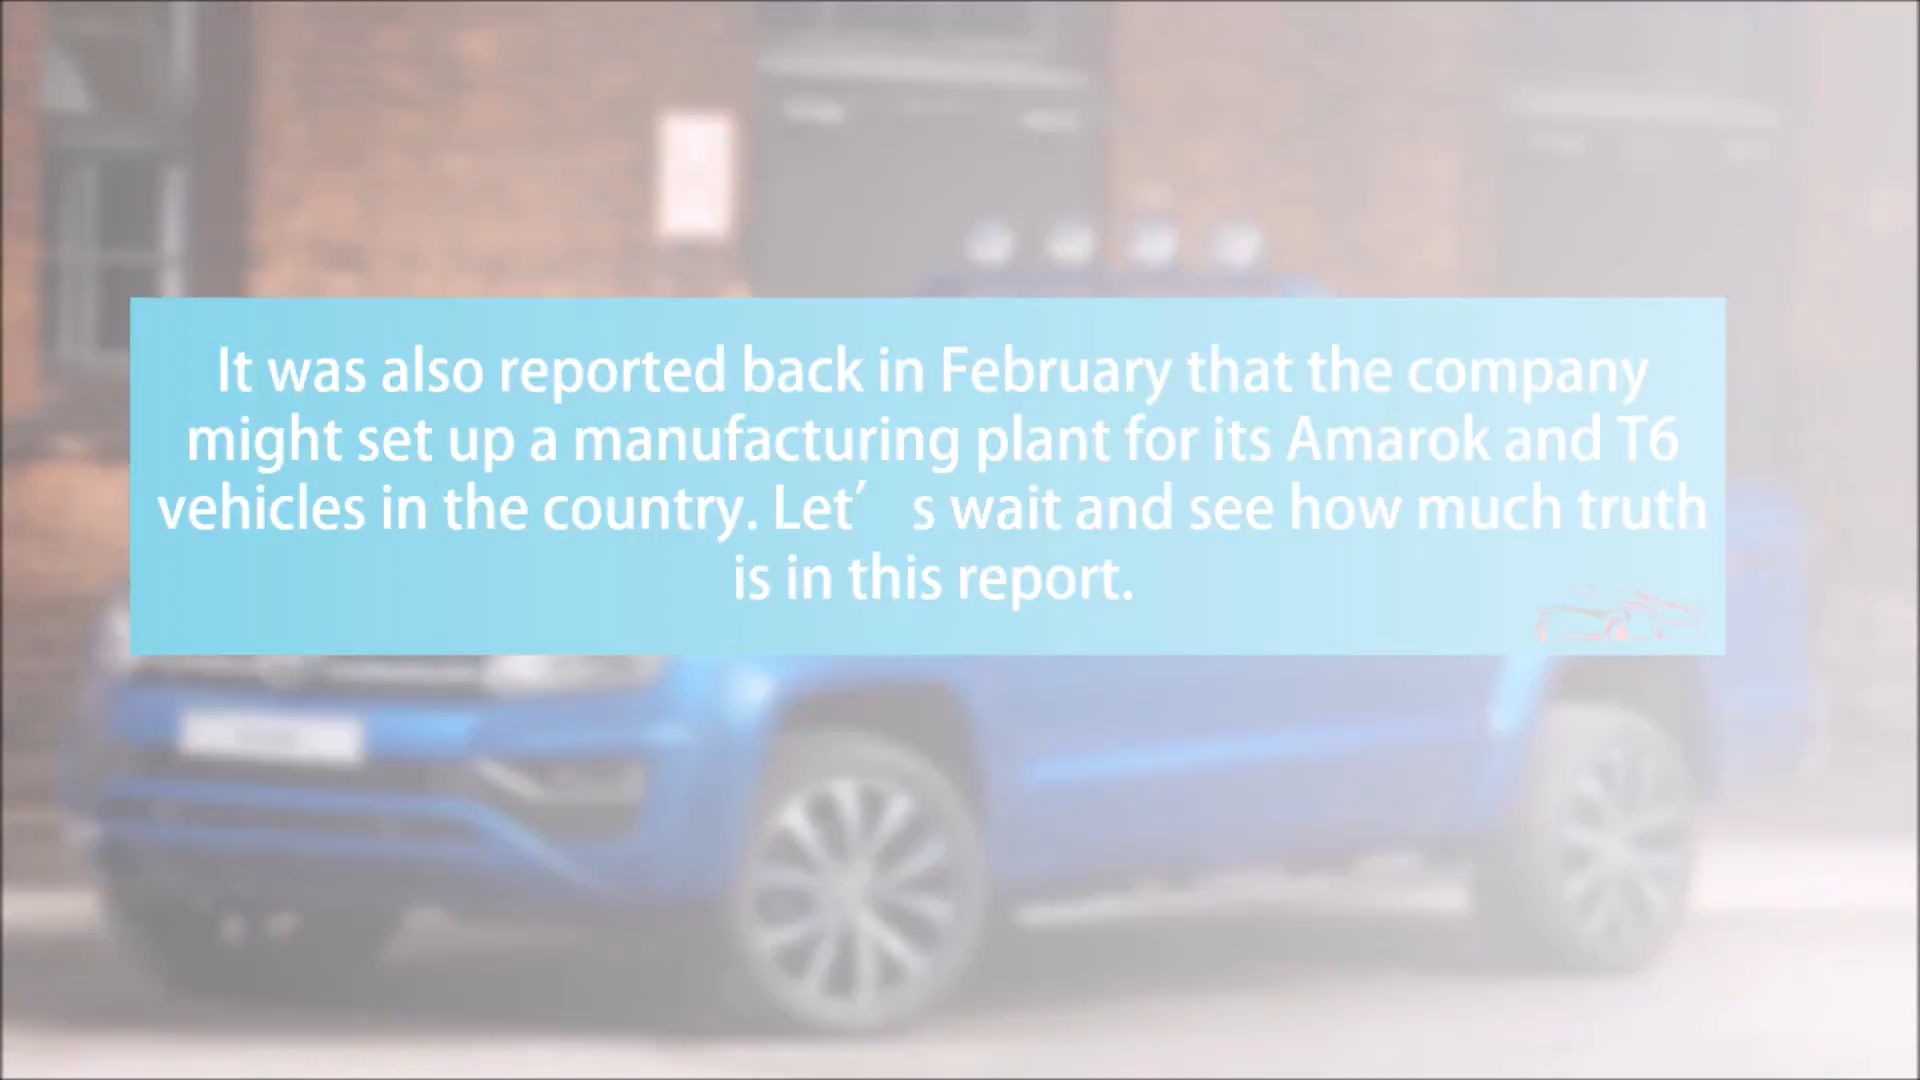 It was also reported back in February that the company
might set up a manufacturing plant for its Amarok and T6
vehicles in the country. Let’ s wait and see how much truth
is in this report.